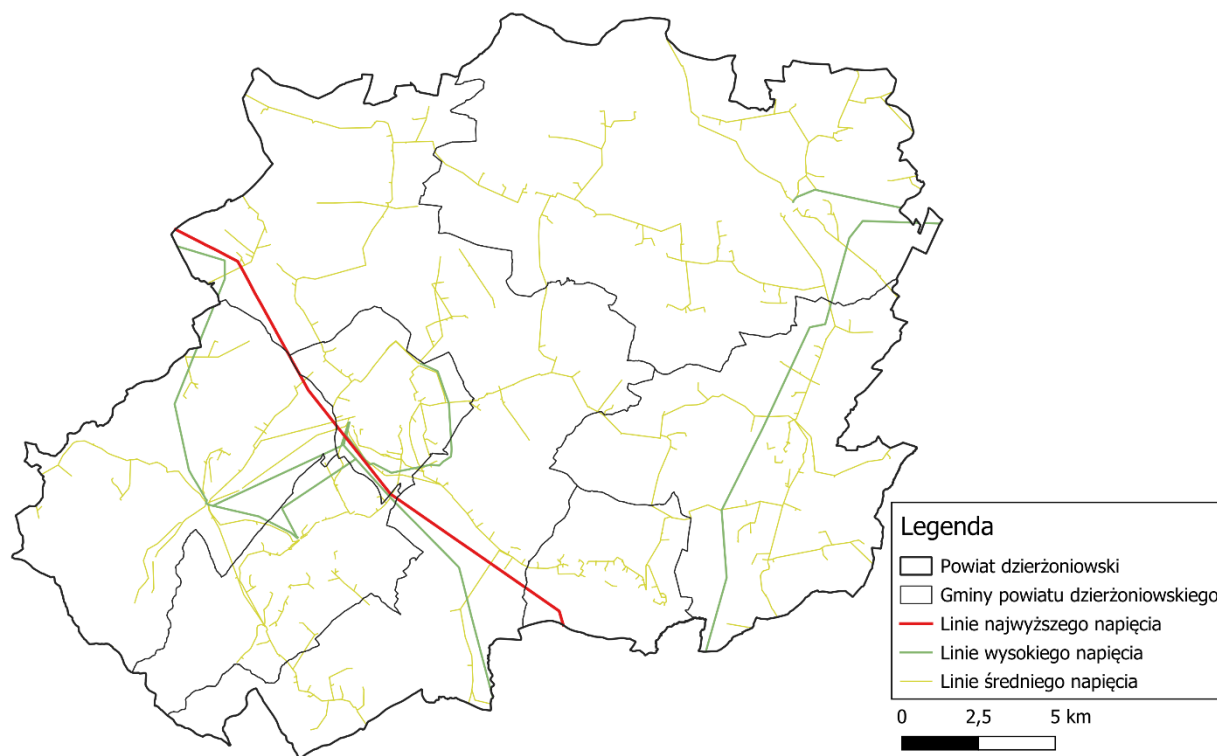 Legenda
Powiat dzierżoniowski
Gminy powiatu dzierżoniowskiego
Linie najwyższego napięcia
Linie wysokiego napięcia
Linie średniego napięcia
0 2,5 5 km